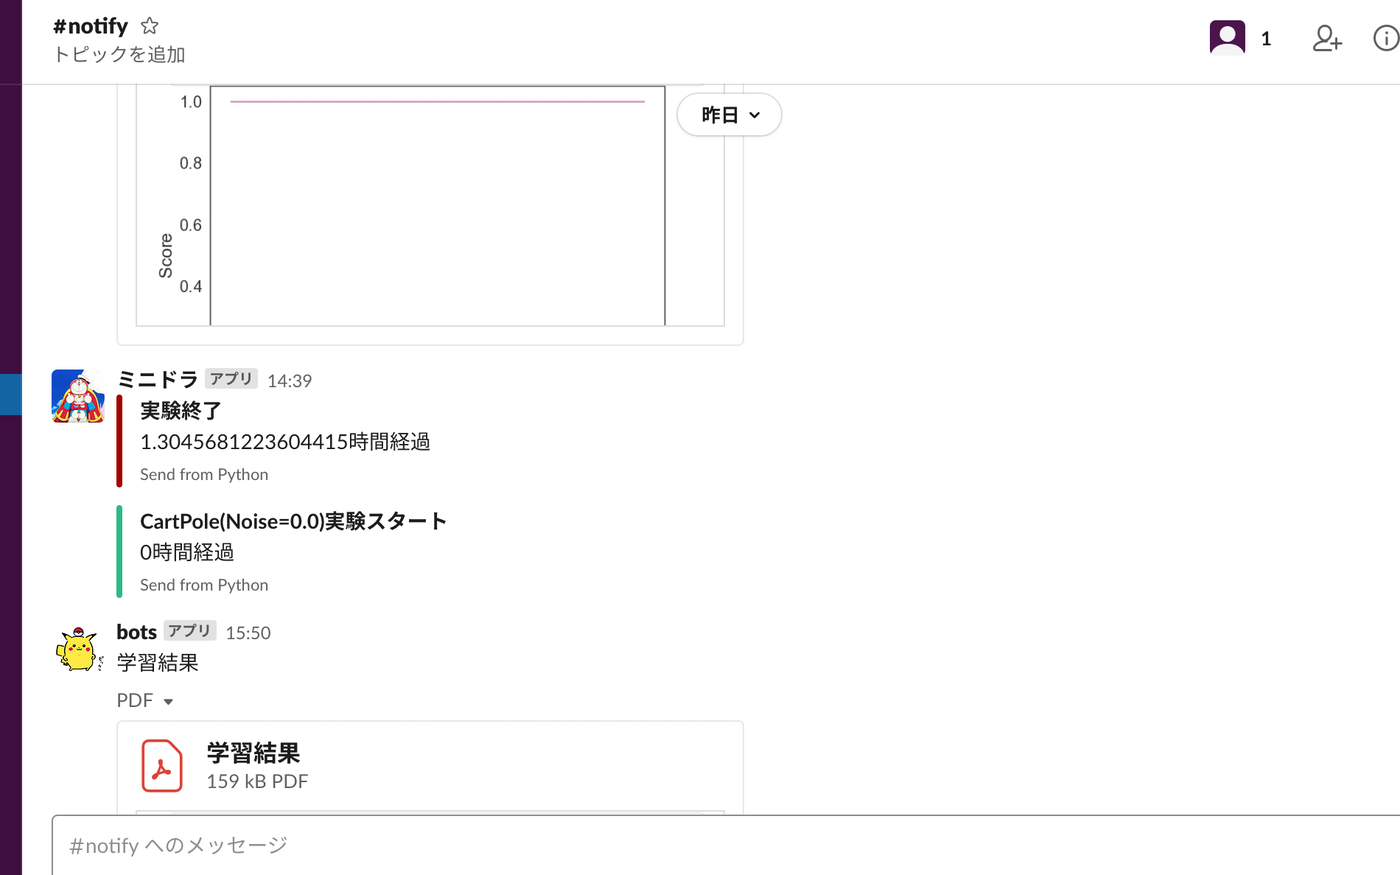 #notify
トピックを追加
1
昨日
1.0
0.8
0.6
0.4
Score
ミニドラ アプリ 14:39
実験終了
1.3045681223604415時間経過
Send from Python
CartPole(Noise=0.0)実験スタート
0時間経過
Send from Python
bots アプリ 15:50
学習結果
PDF
学習結果
159 kB PDF
#notify へのメッセージ